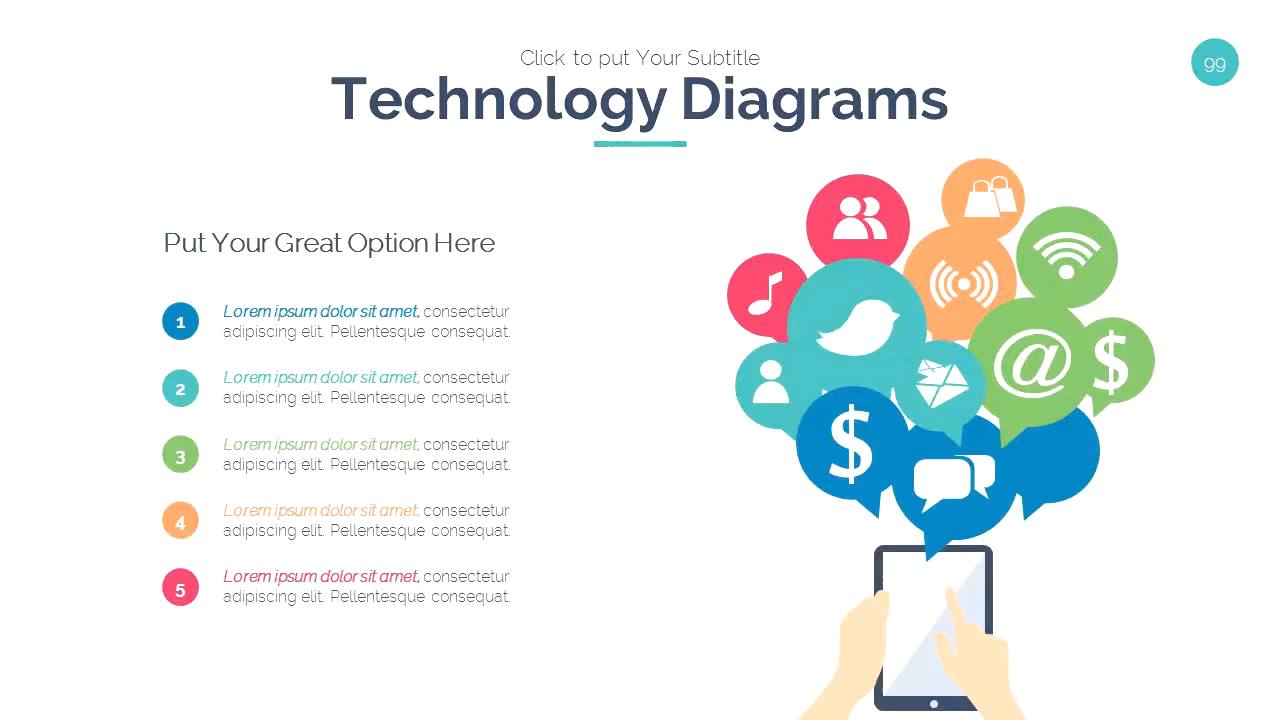 Click to put Your Subtitle
Technology Diagrams
99
Put Your Great Option Here
1
Lorem ipsum dolor sit amet, consectetur
adipiscing elit. Pellentesque consequat.
2
Lorem ipsum dolor sit amet, consectetur
adipiscing elit. Pellentesque consequat.
3
Lorem ipsum dolor sit amet, consectetur
adipiscing elit. Pellentesque consequat.
4
Lorem ipsum dolor sit amet, consectetur
adipiscing elit. Pellentesque consequat.
5
Lorem ipsum dolor sit amet, consectetur
adipiscing elit. Pellentesque consequat.
@
$
$